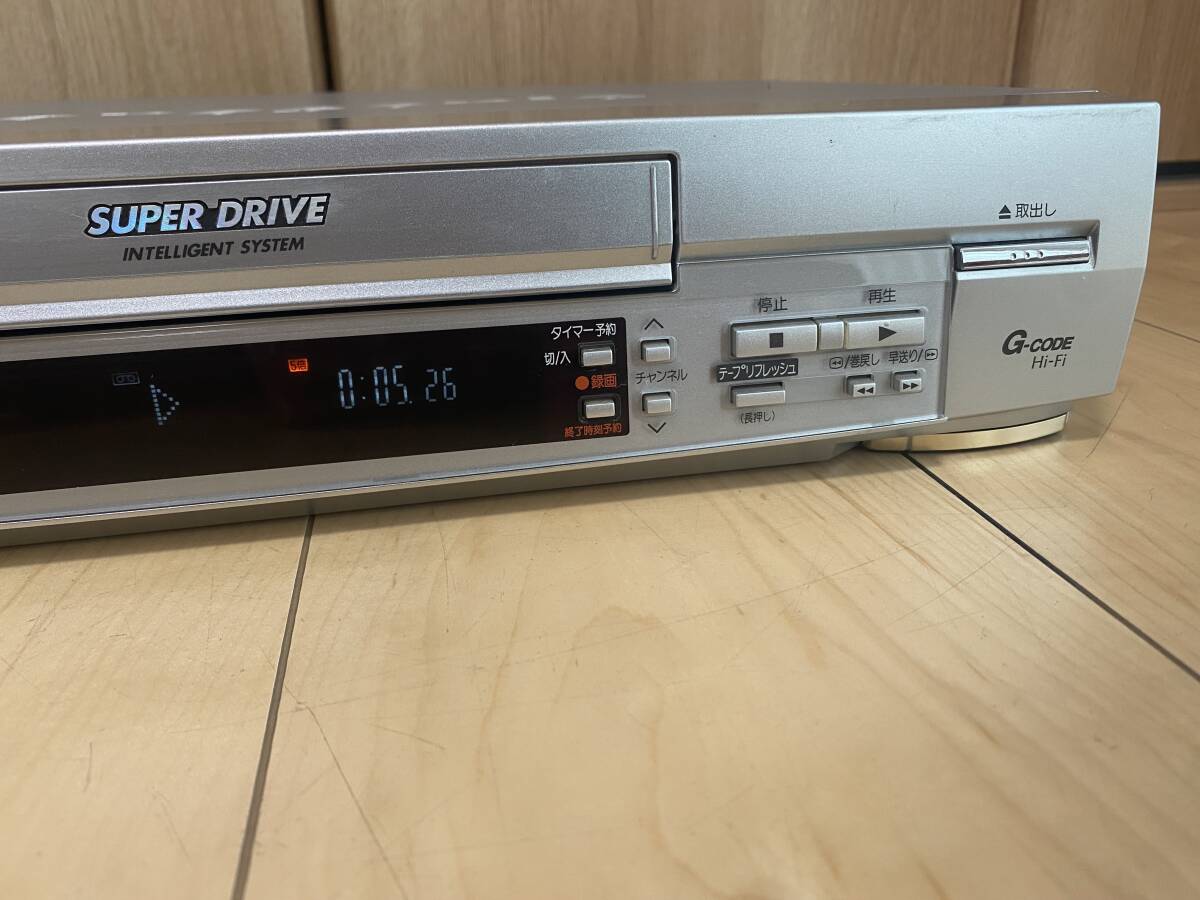 SUPER DRIVE
INTELLIGENT SYSTEM
▲取出し
停止
再生
タイマー予約
切/入
●録画
終了時刻予約
チャンネル
テープリフレッシュ
(長押し)
◀◀/巻戻し
早送り/▶▶
G-CODE
Hi-Fi
5倍
0:05.26